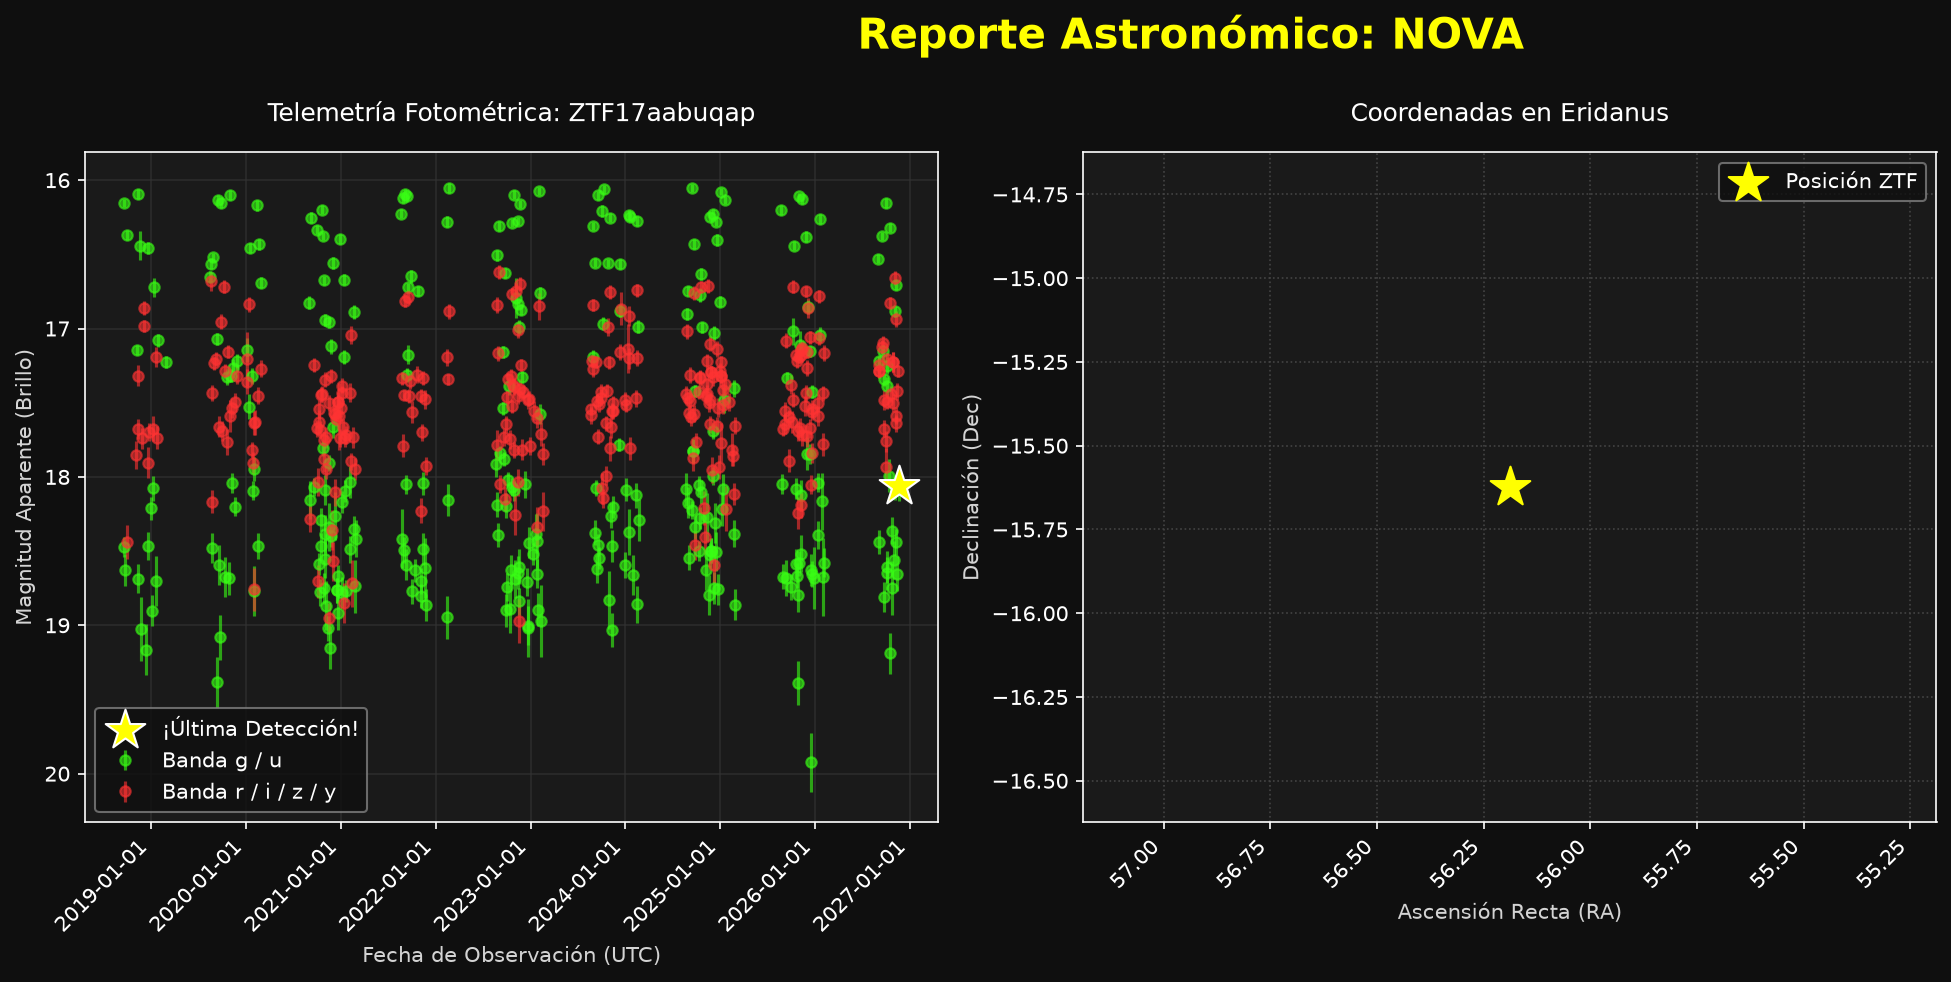 Reporte Astronómico: NOVA
Telemetría Fotométrica: ZTF17aabuqap
Magnitud Aparente (Brillo)
16
17
18
19
20
¡Última Detección!
Banda g / u
Banda r / i / z / y
2019-01-01
2020-01-01
2021-01-01
2022-01-01
2023-01-01
2024-01-01
2025-01-01
2026-01-01
2027-01-01
Fecha de Observación (UTC)
Coordenadas en Eridanus
Posición ZTF
Declinación (Dec)
−14.75
−15.00
−15.25
−15.50
−15.75
−16.00
−16.25
−16.50
57.00
56.75
56.50
56.25
56.00
55.75
55.50
55.25
Ascensión Recta (RA)